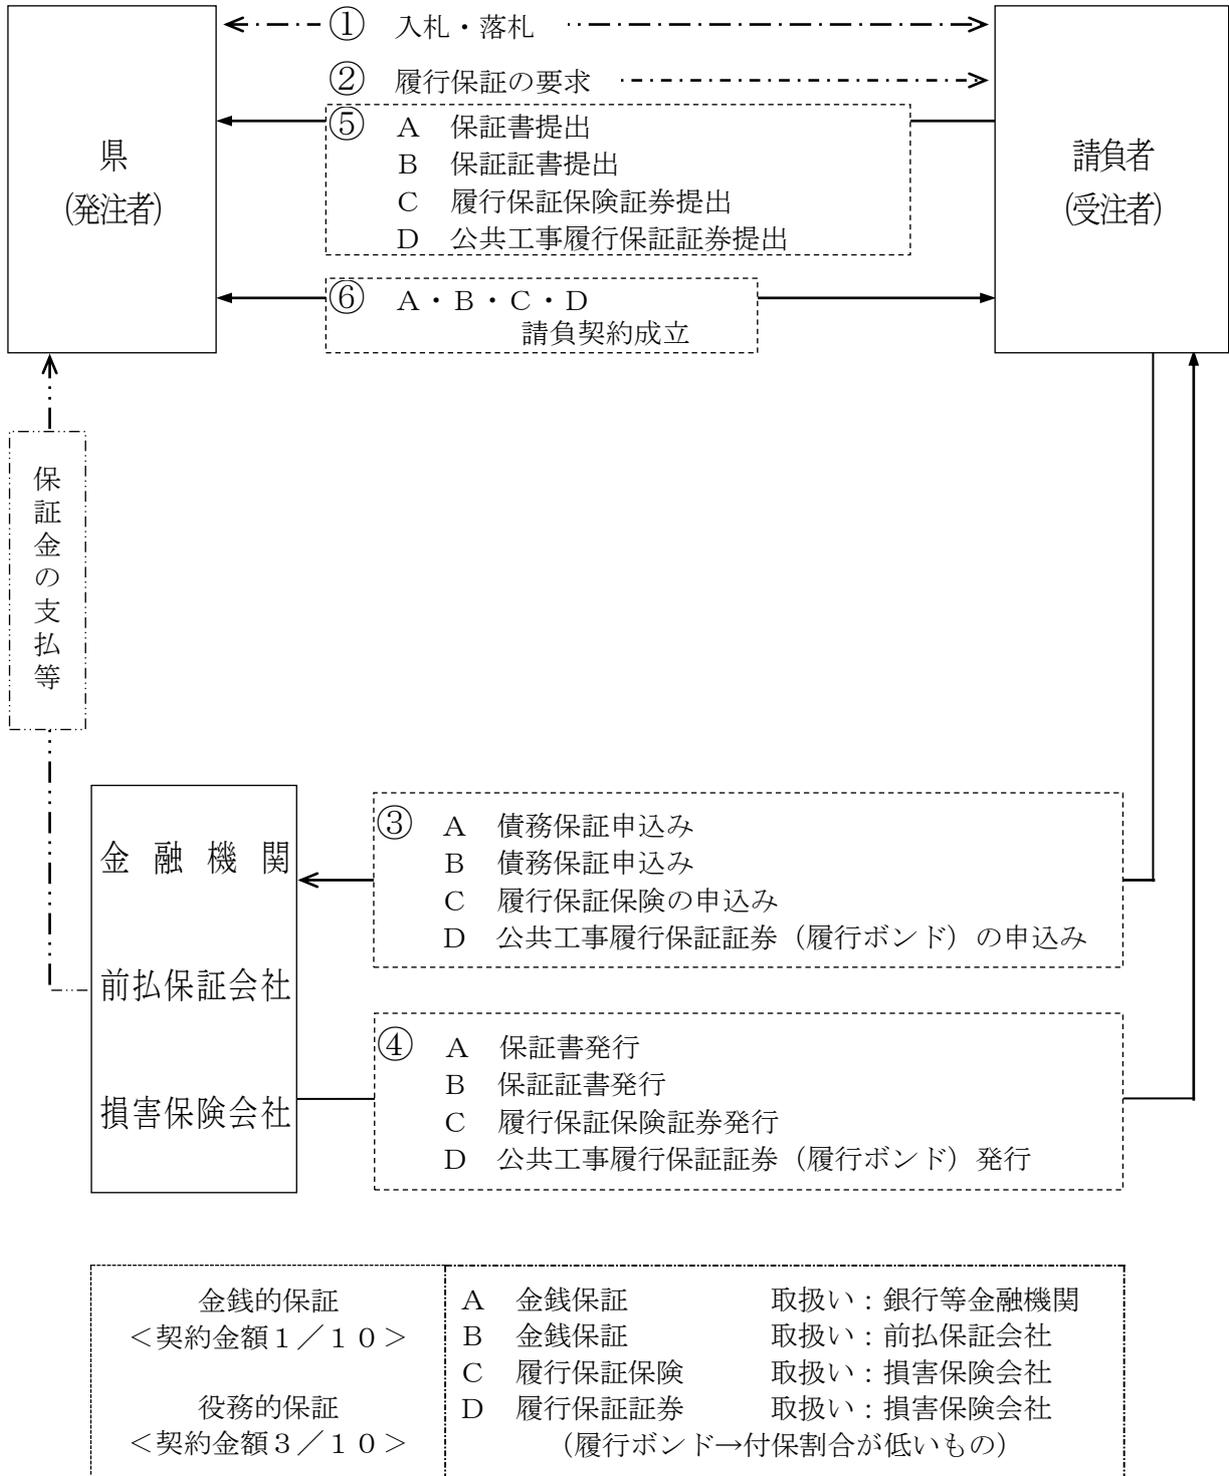 ① 入札・落札
② 履行保証の要求
県
(発注者)
⑤ A 保証書提出
B 保証証書提出
C 履行保証保険証券提出
D 公共工事履行保証証券提出
請負者
(受注者)
⑥ A・B・C・D
請負契約成立
保証金の支払等
金融機関
前払保証会社
損害保険会社
③ A 債務保証申込み
B 債務保証申込み
C 履行保証保険の申込み
D 公共工事履行保証証券(履行ボンド)の申込み
④ A 保証書発行
B 保証証書発行
C 履行保証保険証券発行
D 公共工事履行保証証券(履行ボンド)発行
金銭的保証
<契約金額1/10>
役務的保証
<契約金額3/10>
A 金銭保証 取扱い:銀行等金融機関
B 金銭保証 取扱い:前払保証会社
C 履行保証保険 取扱い:損害保険会社
D 履行保証証券 取扱い:損害保険会社
(履行ボンド→付保割合が低いもの)